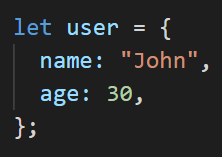 let user = {
  name: "John",
  age: 30,
};